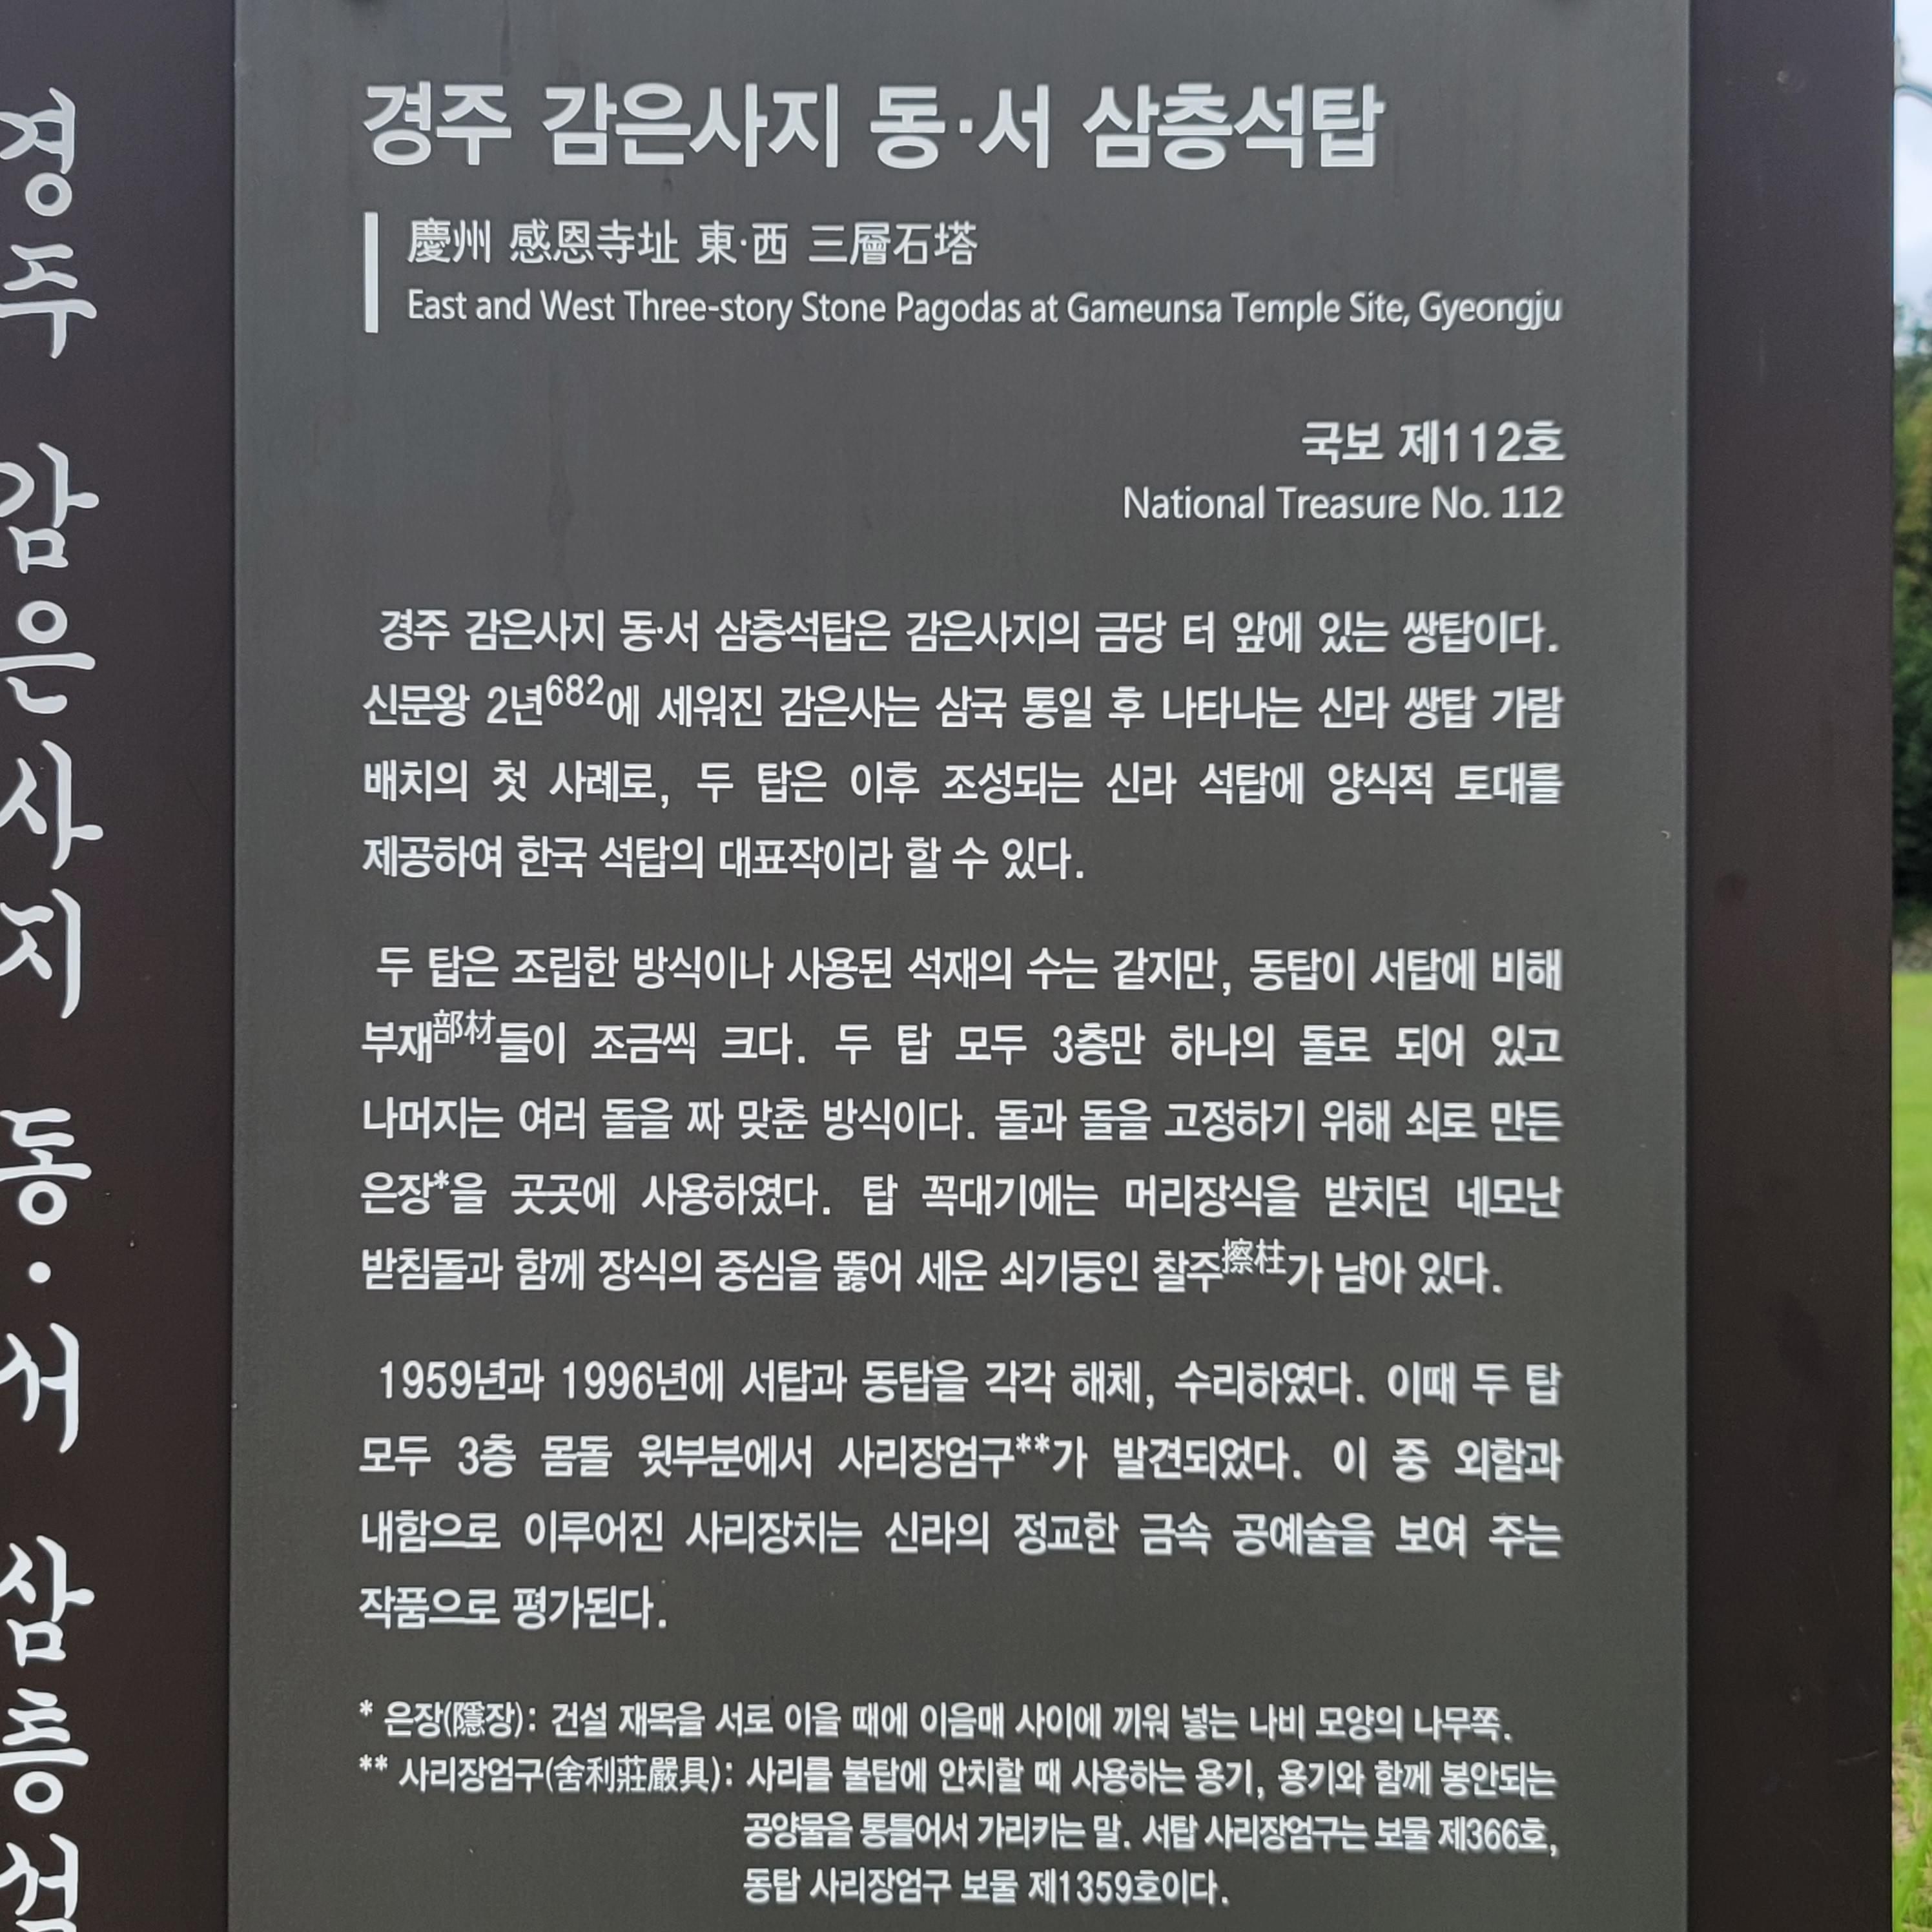 경주 감은사지 동·서 삼층석
경주 감은사지 동·서 삼층석탑
慶州 感恩寺址 東·西 三層石塔
East and West Three-story Stone Pagodas at Gameunsa Temple Site, Gyeongju
국보 제112호
National Treasure No. 112
경주 감은사지 동·서 삼층석탑은 감은사지의 금당 터 앞에 있는 쌍탑이다.
신문왕 2년682에 세워진 감은사는 삼국 통일 후 나타나는 신라 쌍탑 가람
배치의 첫 사례로, 두 탑은 이후 조성되는 신라 석탑에 양식적 토대를
제공하여 한국 석탑의 대표작이라 할 수 있다.
두 탑은 조립한 방식이나 사용된 석재의 수는 같지만, 동탑이 서탑에 비해
부재部材들이 조금씩 크다. 두 탑 모두 3층만 하나의 돌로 되어 있고
나머지는 여러 돌을 짜 맞춘 방식이다. 돌과 돌을 고정하기 위해 쇠로 만든
은장*을 곳곳에 사용하였다. 탑 꼭대기에는 머리장식을 받치던 네모난
받침돌과 함께 장식의 중심을 뚫어 세운 쇠기둥인 찰주擦柱가 남아 있다.
1959년과 1996년에 서탑과 동탑을 각각 해체, 수리하였다. 이때 두 탑
모두 3층 몸돌 윗부분에서 사리장엄구**가 발견되었다. 이 중 외함과
내함으로 이루어진 사리장치는 신라의 정교한 금속 공예술을 보여 주는
작품으로 평가된다.
* 은장(隱장): 건설 재목을 서로 이을 때에 이음매 사이에 끼워 넣는 나비 모양의 나무쪽.
** 사리장엄구(舍利莊嚴具): 사리를 불탑에 안치할 때 사용하는 용기, 용기와 함께 봉안되는
공양물을 통틀어서 가리키는 말. 서탑 사리장엄구는 보물 제366호,
동탑 사리장엄구 보물 제1359호이다.